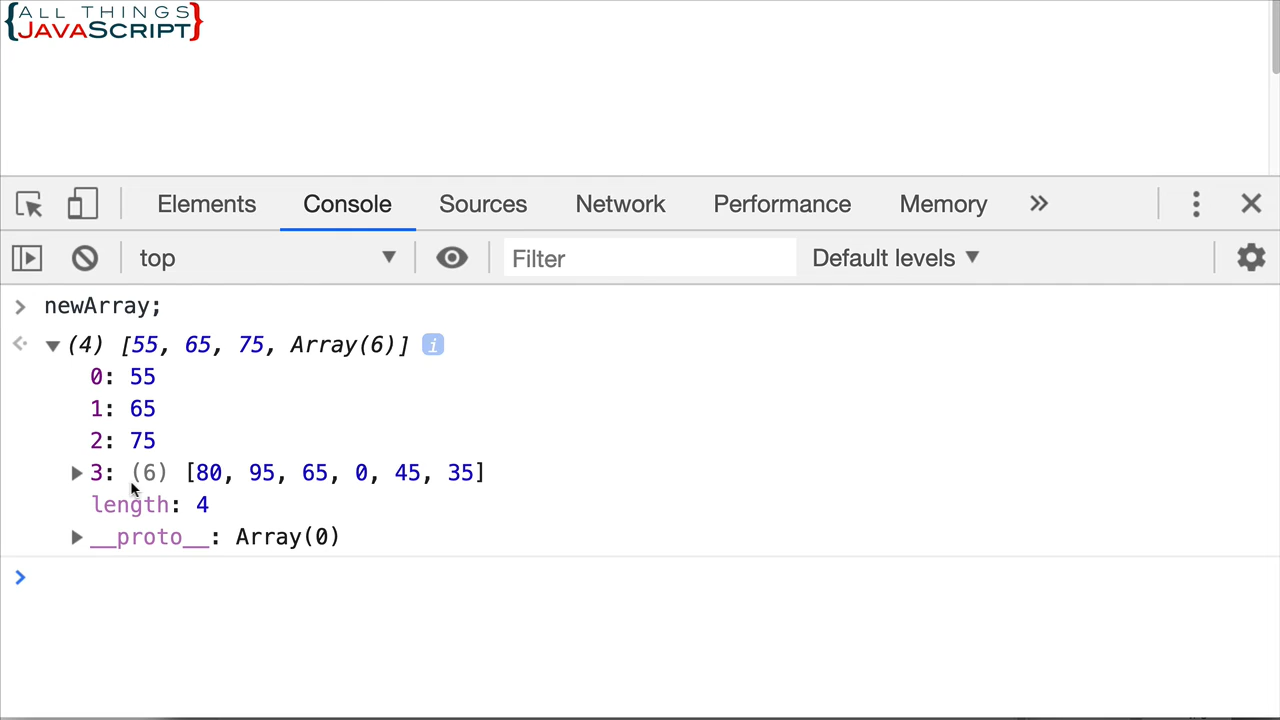 {ALL THINGS
JAVASCRIPT}
Elements Console Sources Network Performance Memory »
top Filter Default levels
> newArray;
(4) [55, 65, 75, Array(6)] i
0: 55
1: 65
2: 75
3: (6) [80, 95, 65, 0, 45, 35]
length: 4
__proto__: Array(0)
>